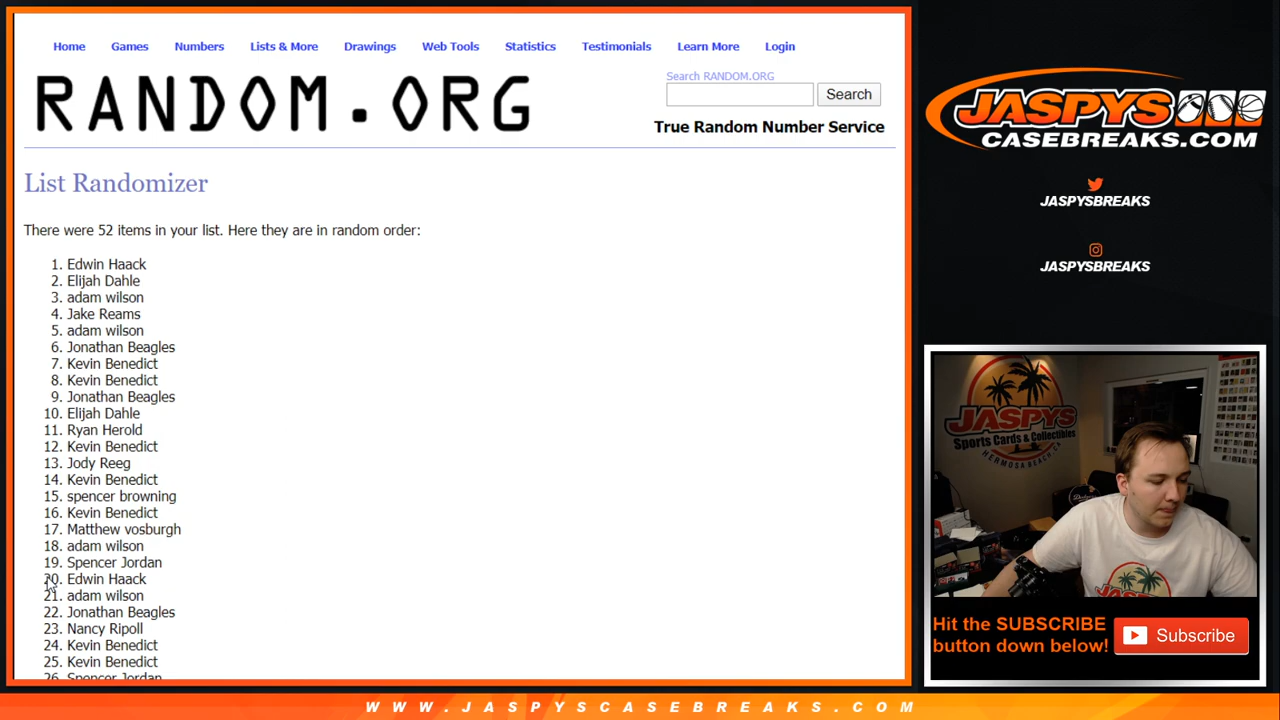 Home Games Numbers Lists & More Drawings Web Tools Statistics Testimonials Learn More Login
RANDOM.ORG
Search RANDOM.ORG
Search
True Random Number Service
List Randomizer
There were 52 items in your list. Here they are in random order:
1. Edwin Haack
2. Elijah Dahle
3. adam wilson
4. Jake Reams
5. adam wilson
6. Jonathan Beagles
7. Kevin Benedict
8. Kevin Benedict
9. Jonathan Beagles
10. Elijah Dahle
11. Ryan Herold
12. Kevin Benedict
13. Jody Reeg
14. Kevin Benedict
15. spencer browning
16. Kevin Benedict
17. Matthew vosburgh
18. adam wilson
19. Spencer Jordan
20. Edwin Haack
21. adam wilson
22. Jonathan Beagles
23. Nancy Ripoll
24. Kevin Benedict
25. Kevin Benedict
26. Spencer Jordan
JASPYS
CASEBREAKS.COM
JASPYSBREAKS
JASPYSBREAKS
JASPYS
Sports Cards & Collectibles
HERMOSA BEACH, CA
Hit the SUBSCRIBE
button down below!
Subscribe
WWW.JASPYSCASEBREAKS.COM